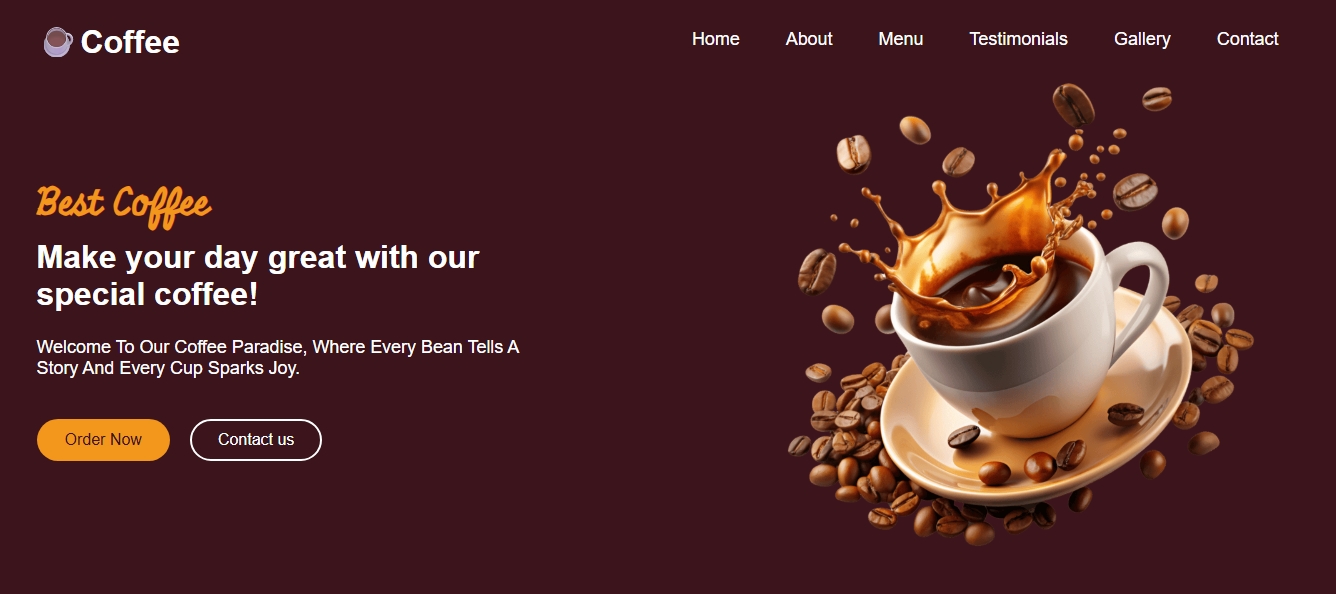 Coffee
Home About Menu Testimonials Gallery Contact
Best Coffee
Make your day great with our
special coffee!
Welcome To Our Coffee Paradise, Where Every Bean Tells A
Story And Every Cup Sparks Joy.
Order Now Contact us